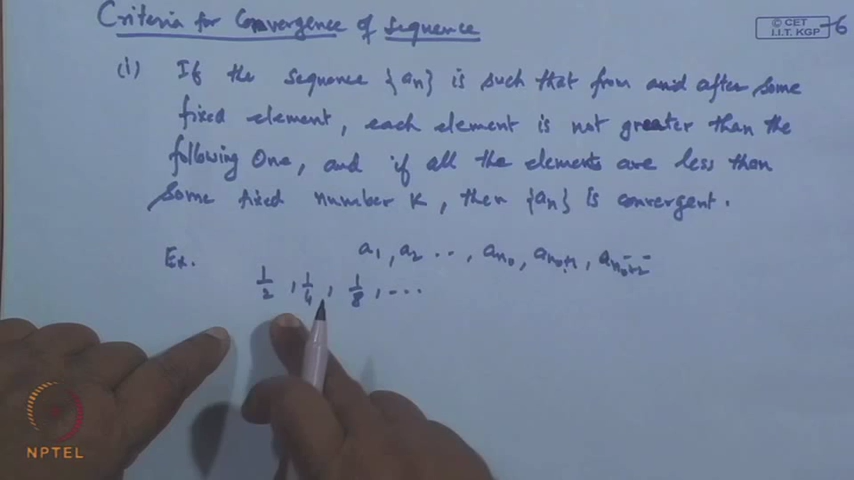 Criteria for Convergence of Sequence
© CET
I.I.T. KGP
6
(i) If the sequence {an} is such that from and after some
fixed element, each element is not greater than the
following One, and if all the elements are less than
some fixed number K, then {an} is convergent.
Ex. a1, a2 ..., an0, an0+1, an0+2 --
1/2, 1/4, 1/8, ...
NPTEL